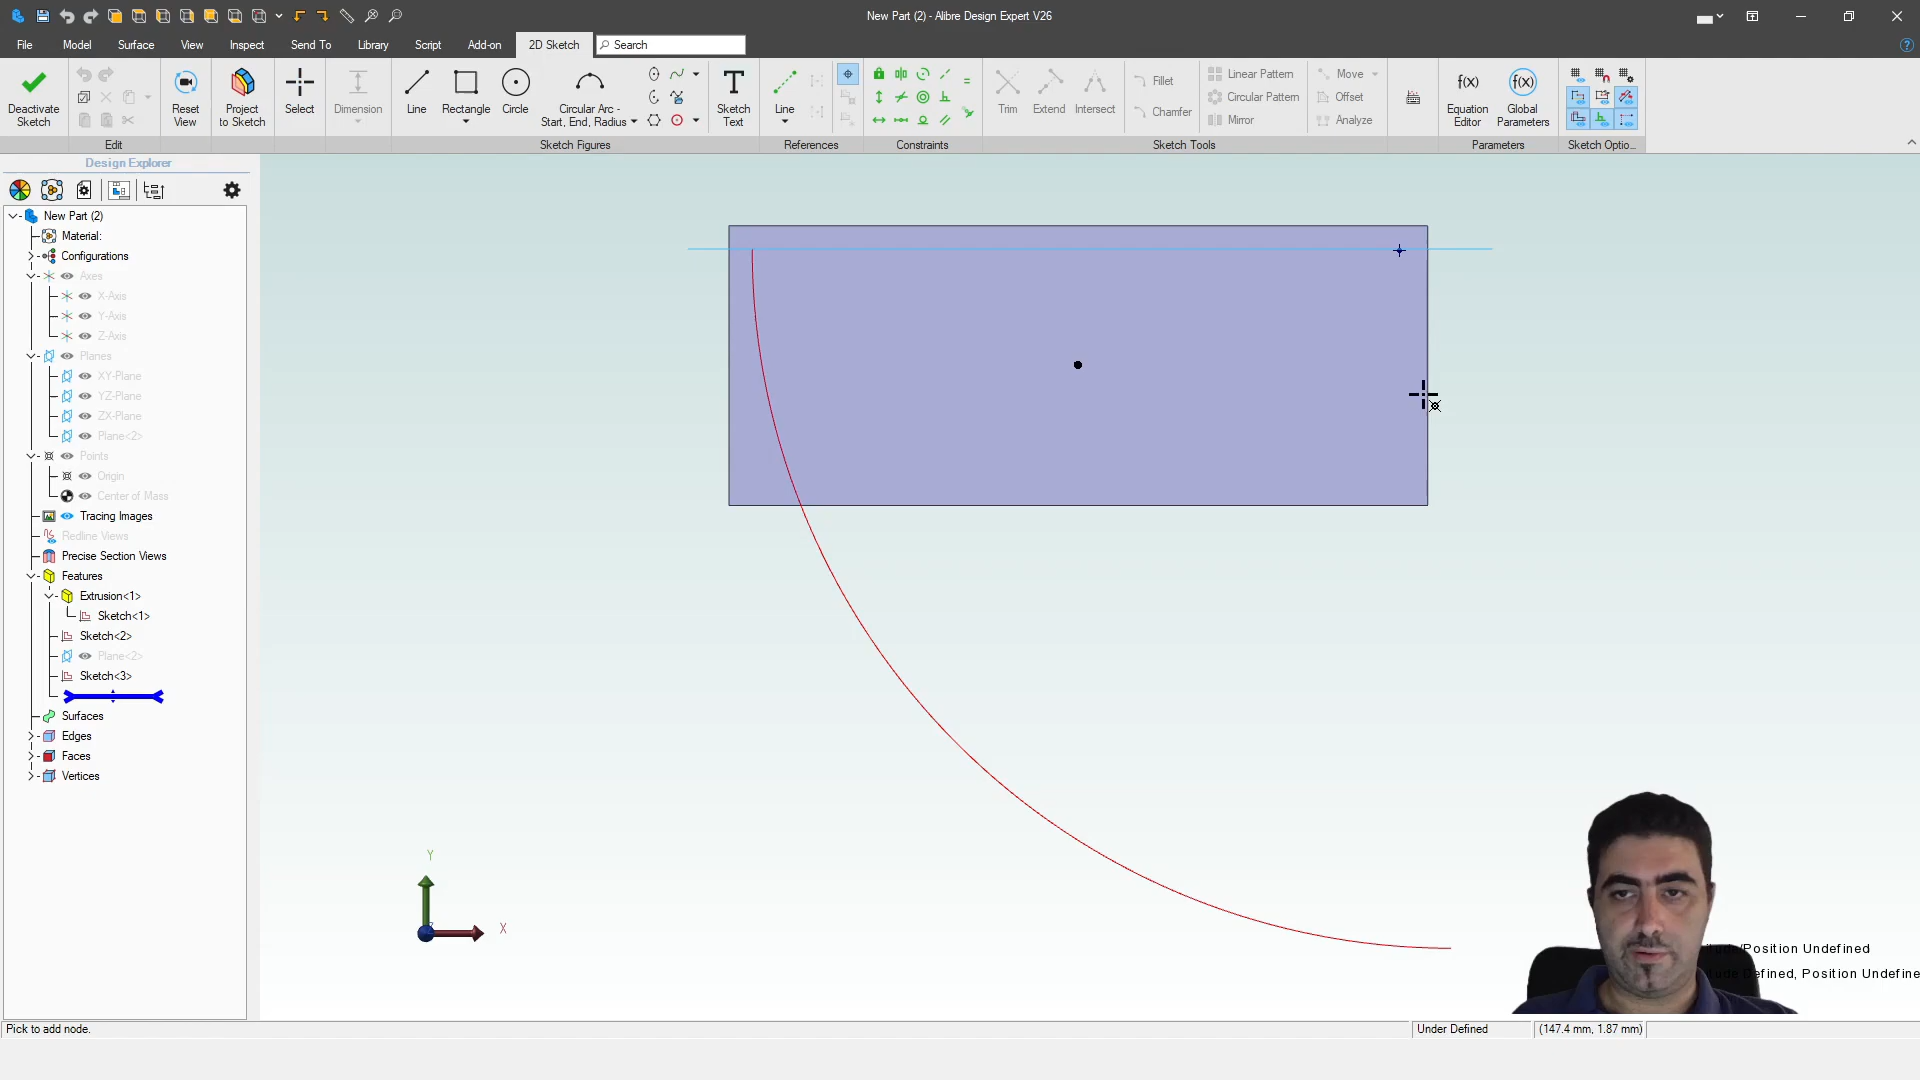 New Part (2) - Alibre Design Expert V26
File
Model
Surface
View
Inspect
Send To
Library
Script
Add-on
2D Sketch
Search
Deactivate
Sketch
Reset
View
Project
to Sketch
Select
Dimension
Line
Rectangle
Circle
Circular Arc -
Start, End, Radius
Sketch
Text
Line
Trim
Extend
Intersect
Fillet
Chamfer
Linear Pattern
Circular Pattern
Mirror
Move
Offset
Analyze
f(x)
Equation
Editor
f(x)
Global
Parameters
Edit
Sketch Figures
References
Constraints
Sketch Tools
Parameters
Sketch Optio...
Design Explorer
New Part (2)
Material:
Configurations
Axes
X-Axis
Y-Axis
Z-Axis
Planes
XY-Plane
YZ-Plane
ZX-Plane
Plane<2>
Points
Origin
Center of Mass
Tracing Images
Redline Views
Precise Section Views
Features
Extrusion<1>
Sketch<1>
Sketch<2>
Plane<2>
Sketch<3>
Surfaces
Edges
Faces
Vertices
Y
X
/Position Undefined
efined, Position Undefine
Pick to add node.
Under Defined
(147.4 mm, 1.87 mm)